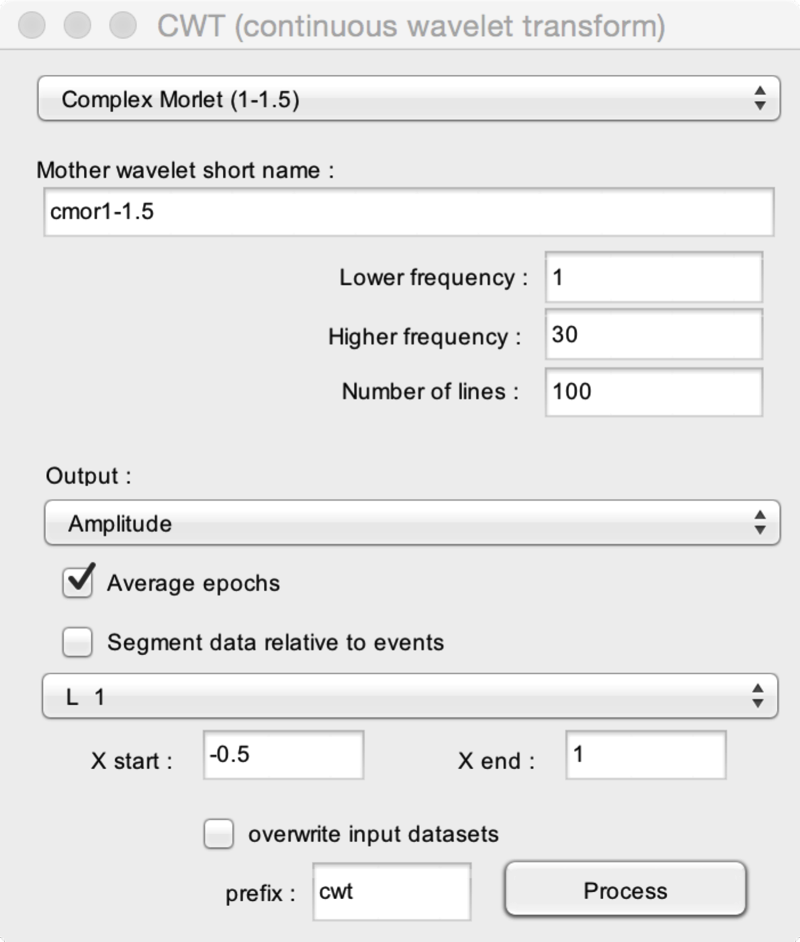 CWT (continuous wavelet transform)
Complex Morlet (1-1.5)
Mother wavelet short name :
cmor1-1.5
Lower frequency : 1
Higher frequency : 30
Number of lines : 100
Output :
Amplitude
Average epochs
Segment data relative to events
L 1
X start : -0.5 X end : 1
overwrite input datasets
prefix : cwt Process